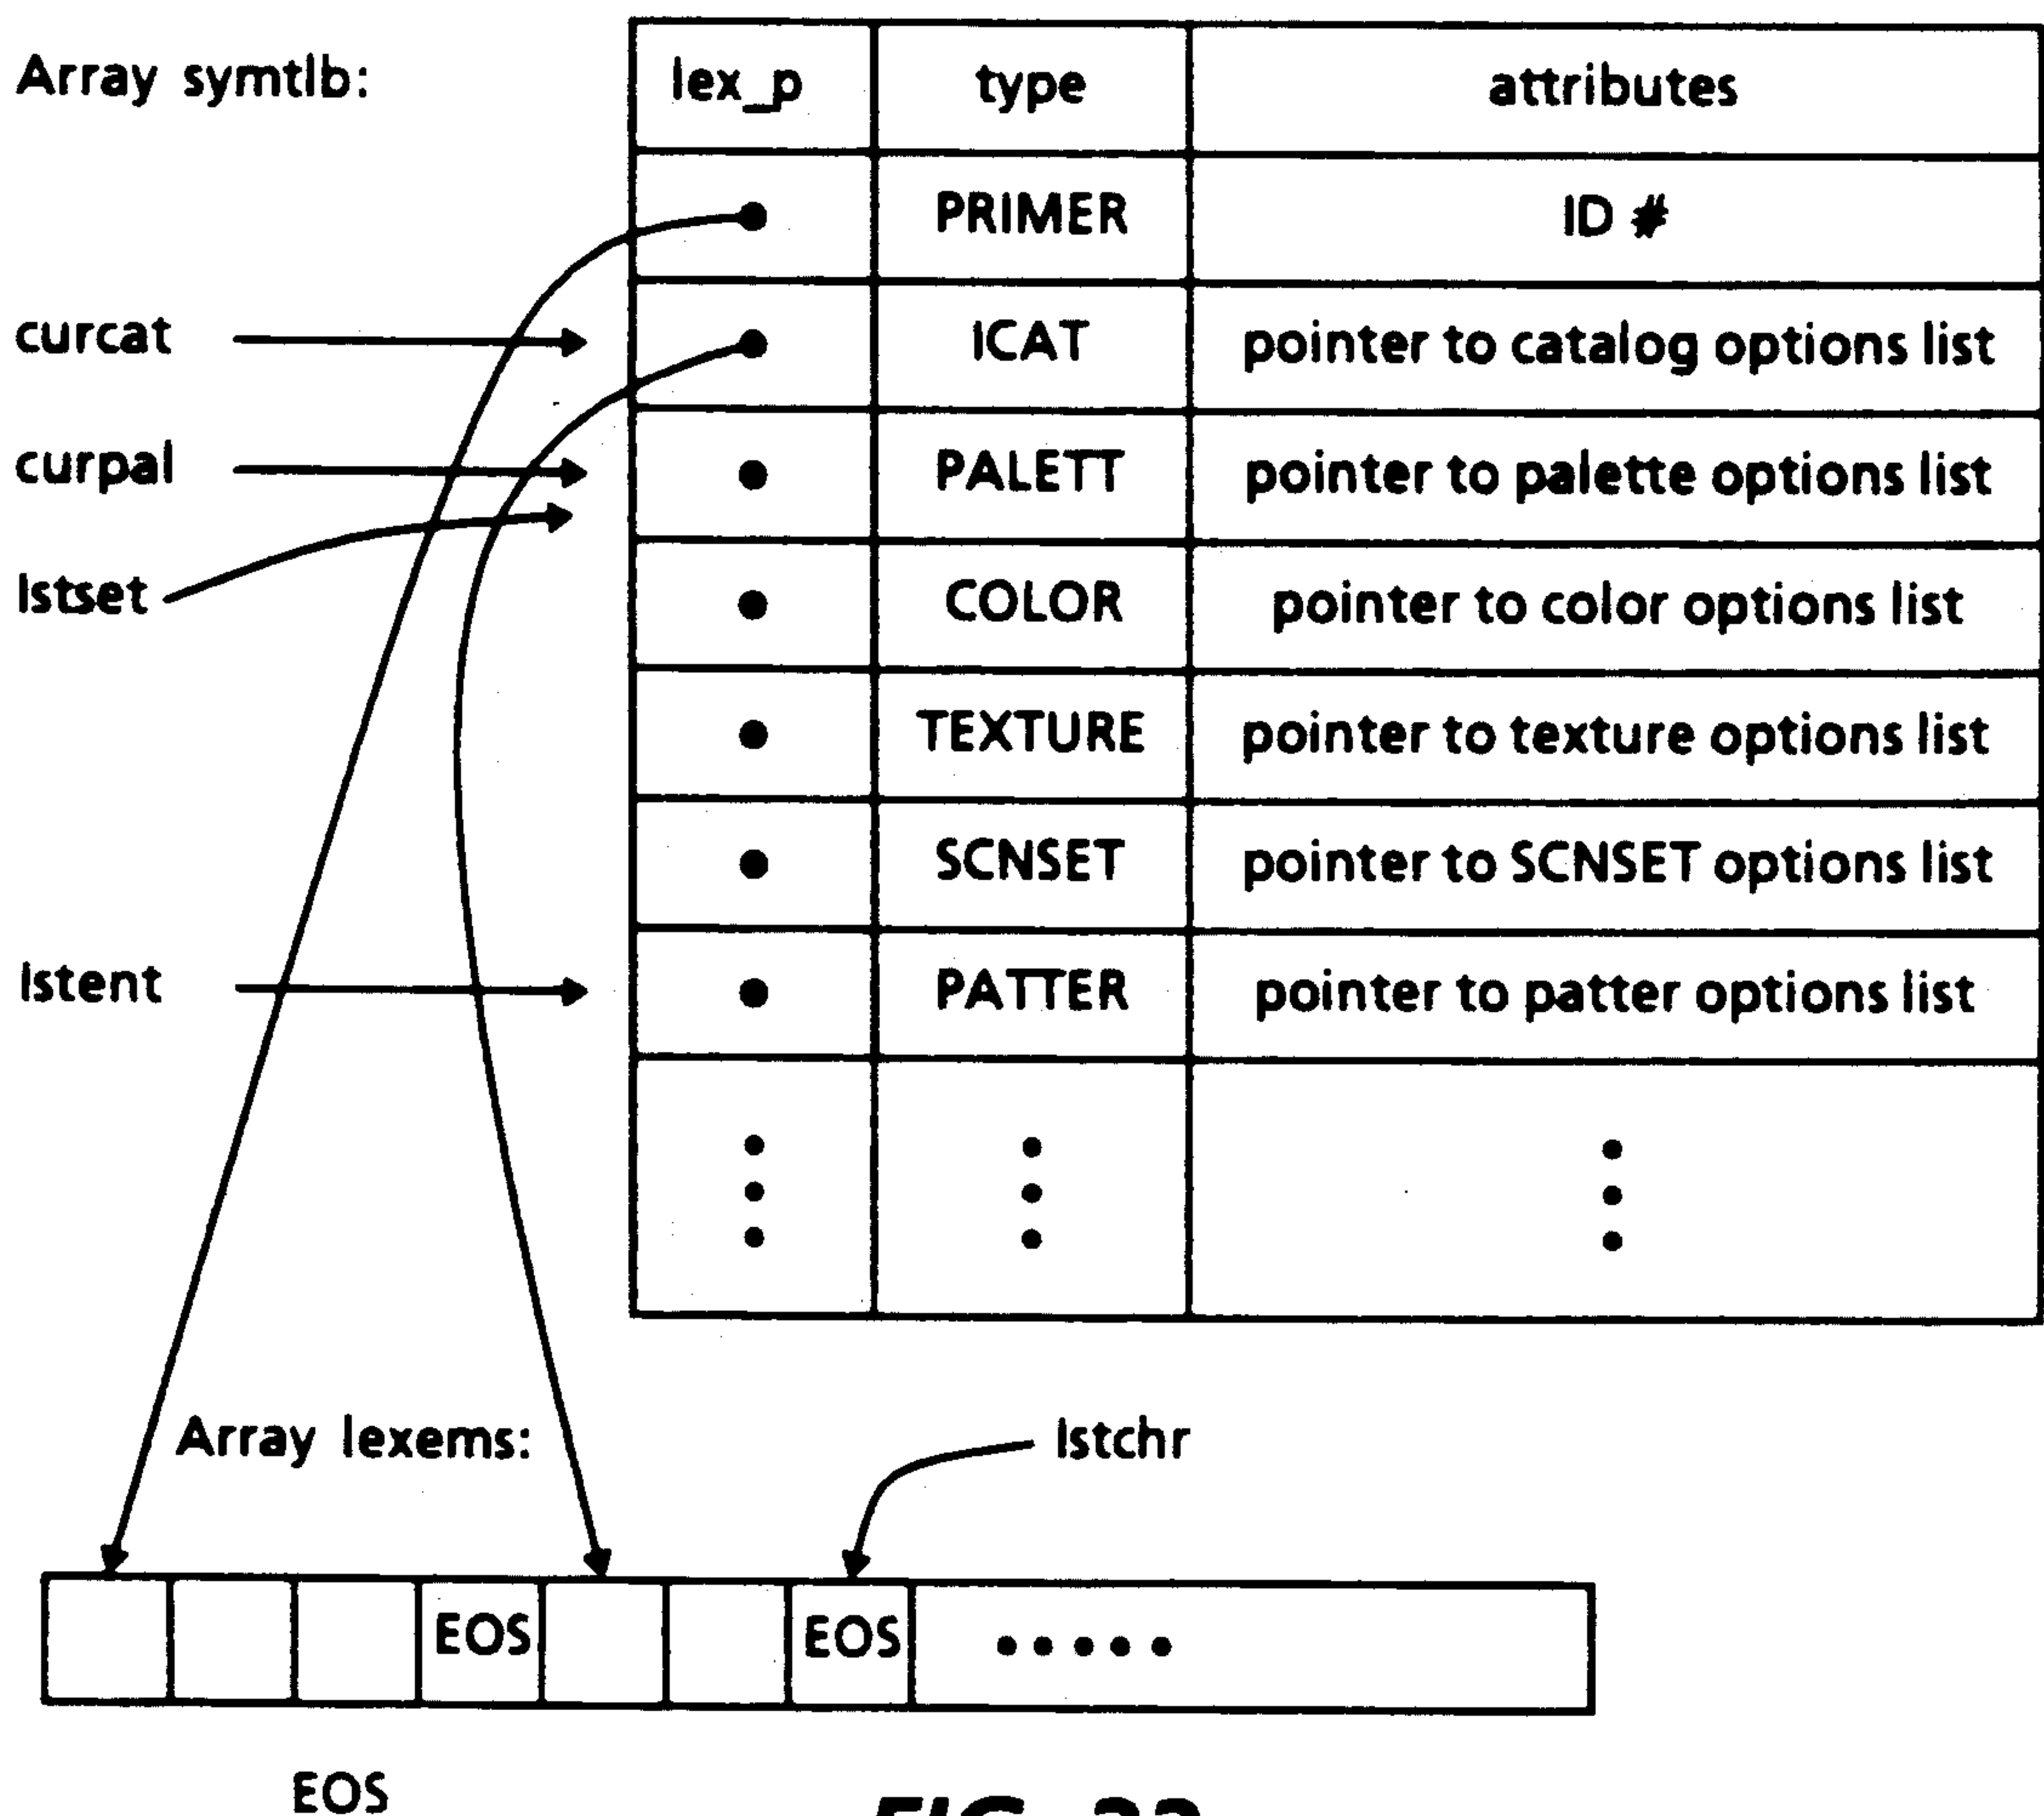 Array symtlb:
lex_p type attributes
PRIMER ID #
curcat ICAT pointer to catalog options list
curpal PALETT pointer to palette options list
lstset COLOR pointer to color options list
TEXTURE pointer to texture options list
SCNSET pointer to SCNSET options list
lstent PATTER pointer to patter options list
Array lexems:
lstchr
EOS EOS
EOS